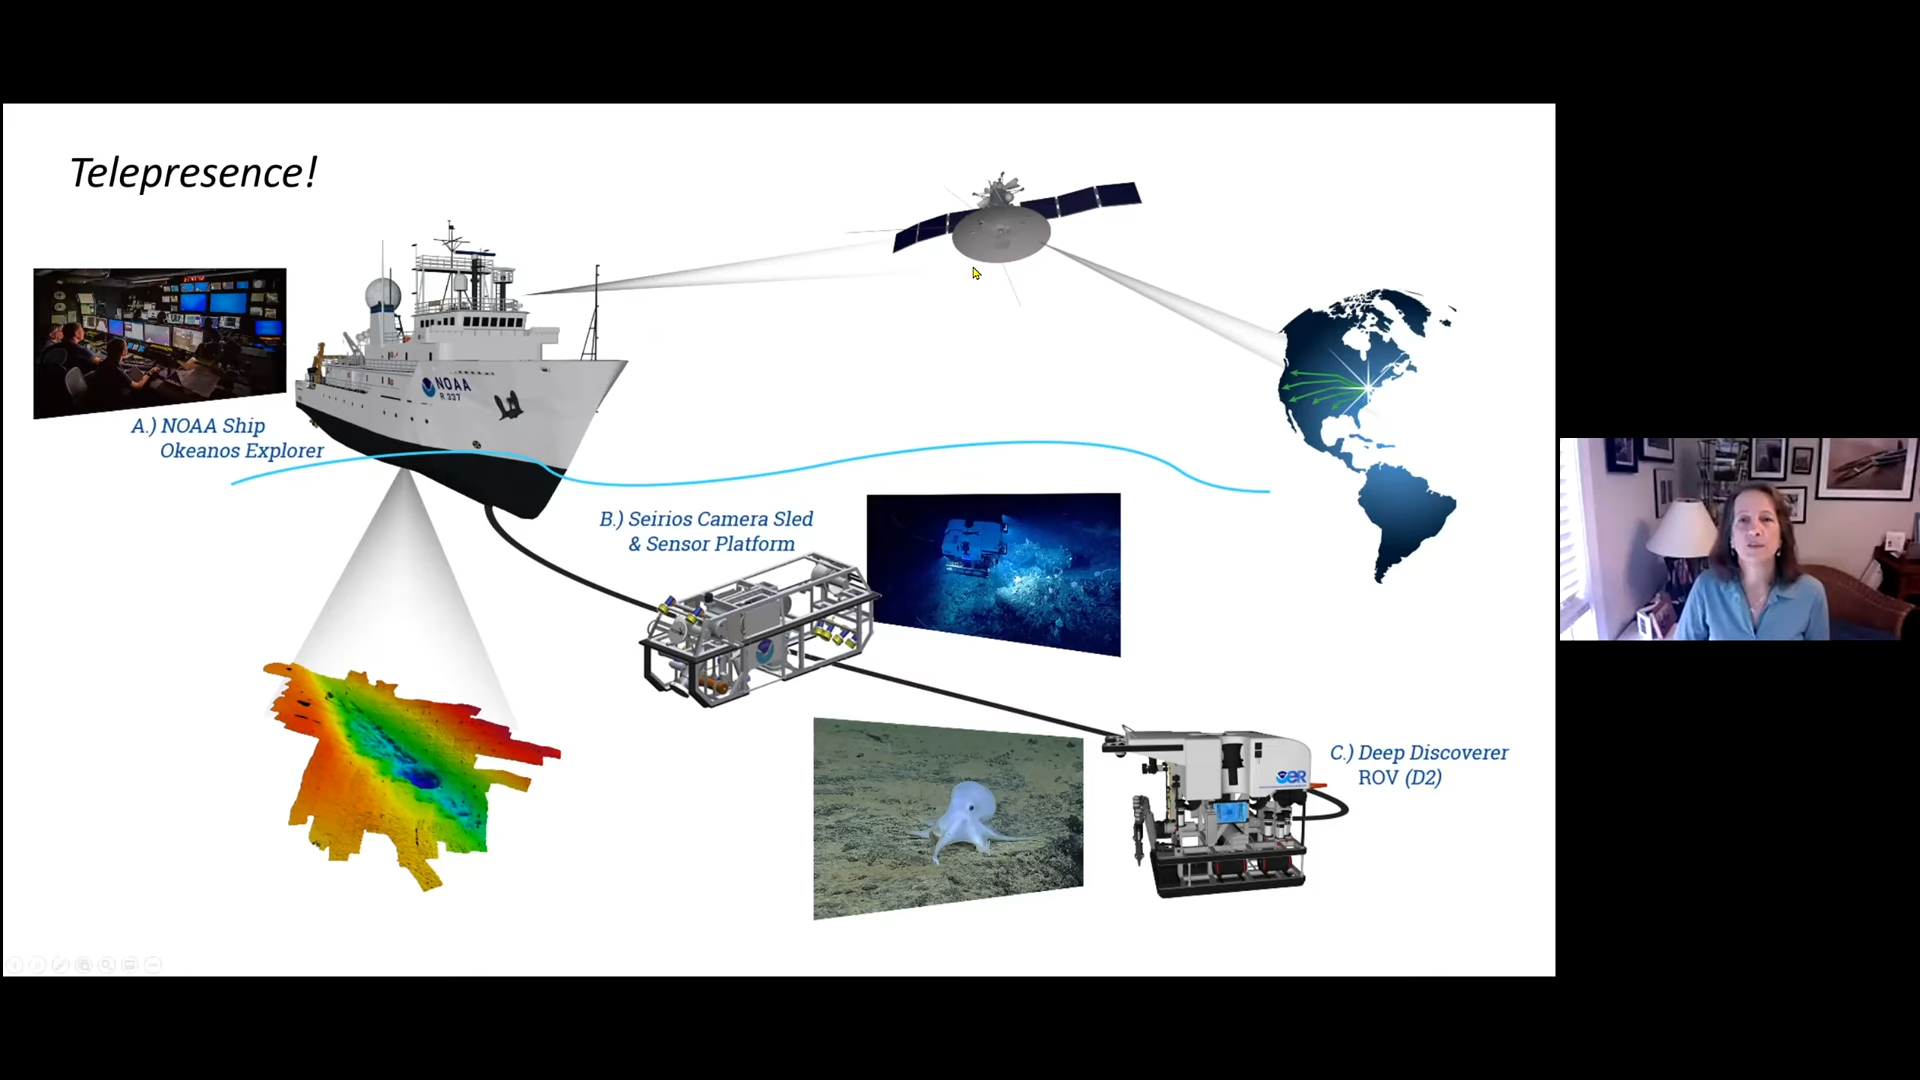 Telepresence!
NOAA
R 337
A.) NOAA Ship
Okeanos Explorer
B.) Seirios Camera Sled
& Sensor Platform
C.) Deep Discoverer
ROV (D2)
OER